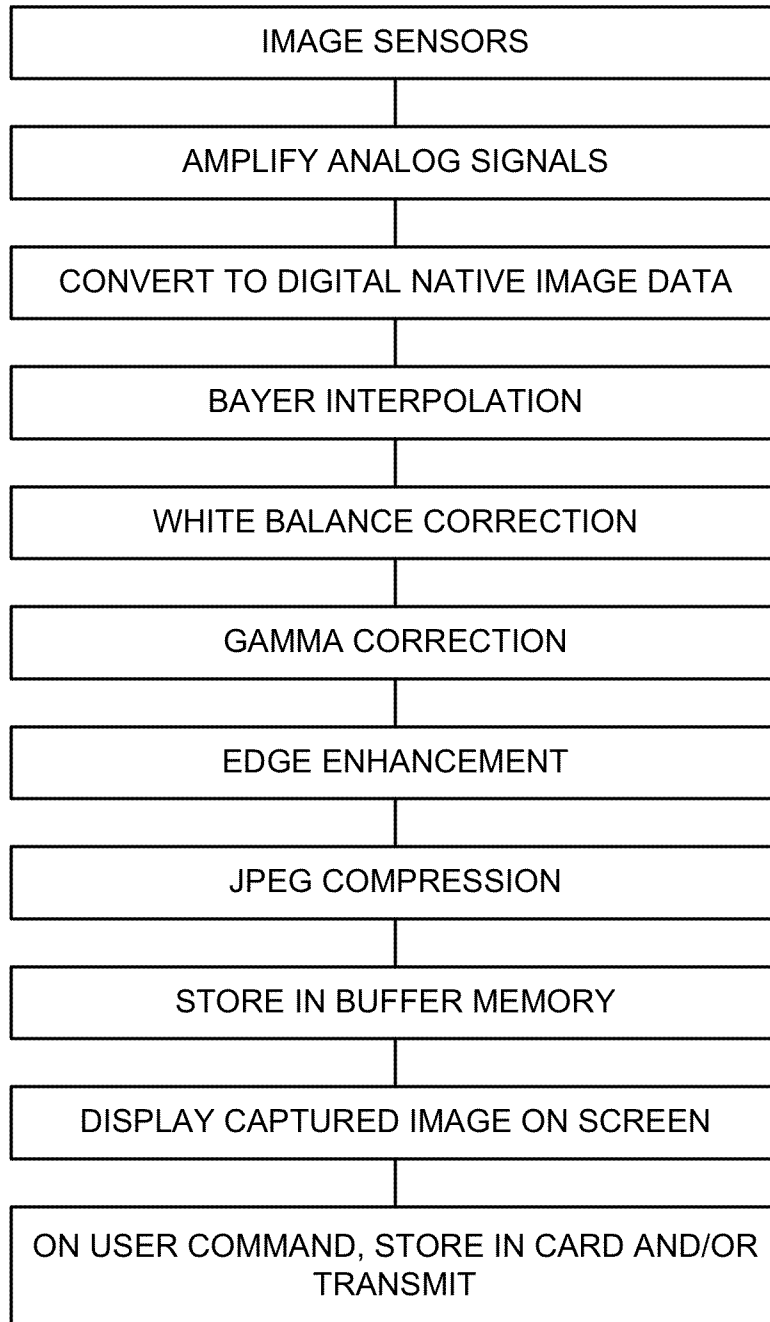 IMAGE SENSORS
AMPLIFY ANALOG SIGNALS
CONVERT TO DIGITAL NATIVE IMAGE DATA
BAYER INTERPOLATION
WHITE BALANCE CORRECTION
GAMMA CORRECTION
EDGE ENHANCEMENT
JPEG COMPRESSION
STORE IN BUFFER MEMORY
DISPLAY CAPTURED IMAGE ON SCREEN
ON USER COMMAND, STORE IN CARD AND/OR
TRANSMIT